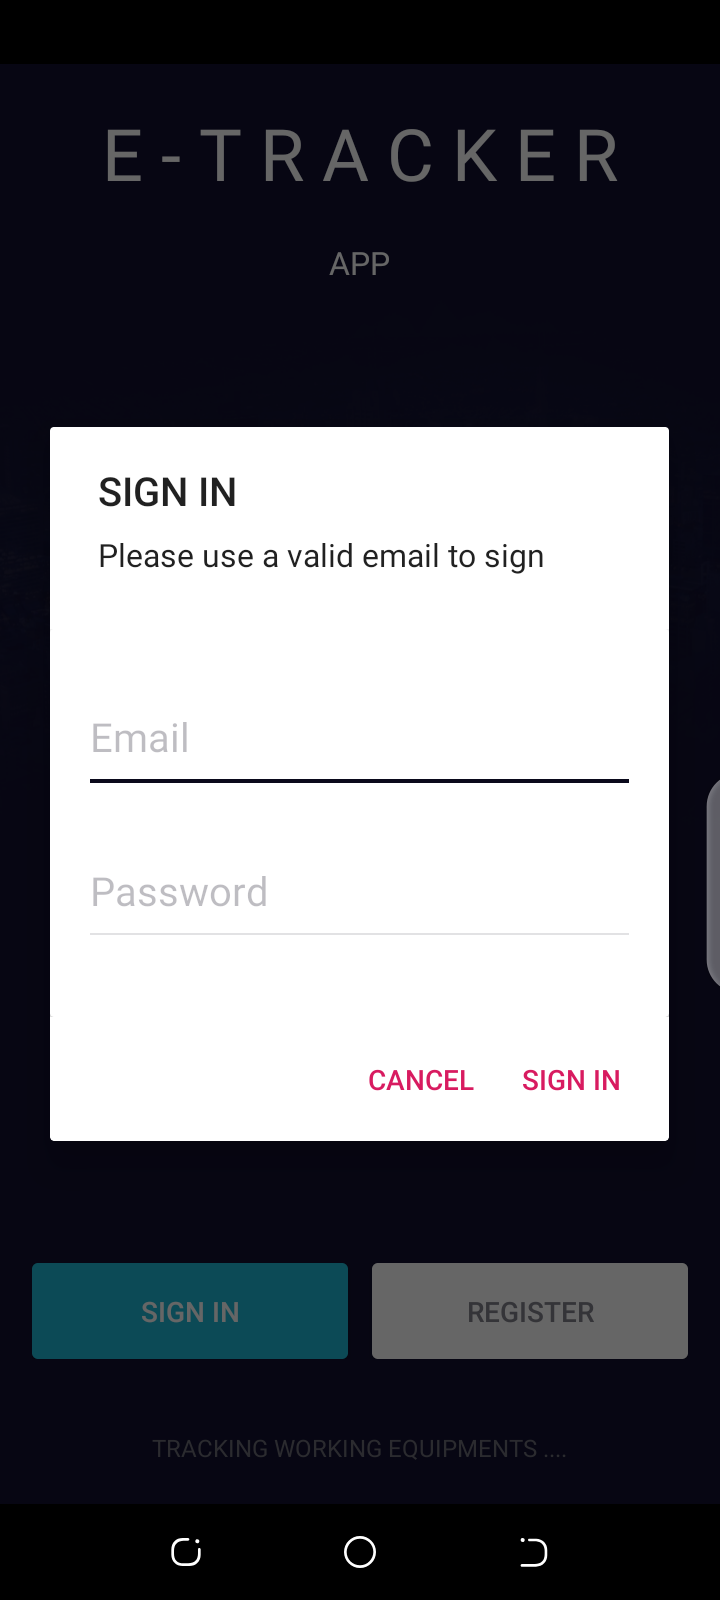 E-TRACKER
APP
SIGN IN
Please use a valid email to sign
Email
Password
CANCEL SIGN IN
SIGN IN REGISTER
TRACKING WORKING EQUIPMENTS ....